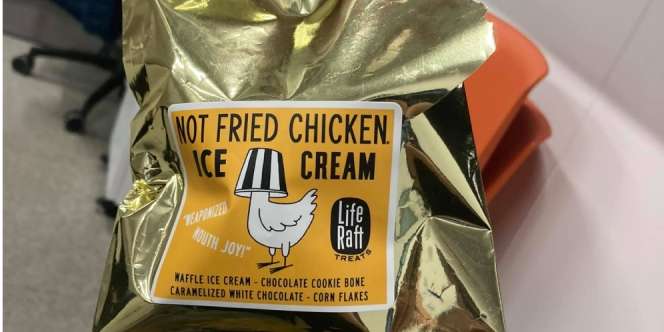 NOT FRIED CHICKEN.
ICE CREAM
"WEAPONIZED
MOUTH JOY!"
Life
Raft
TREATS
WAFFLE ICE CREAM - CHOCOLATE COOKIE BONE
CARAMELIZED WHITE CHOCOLATE - CORN FLAKES